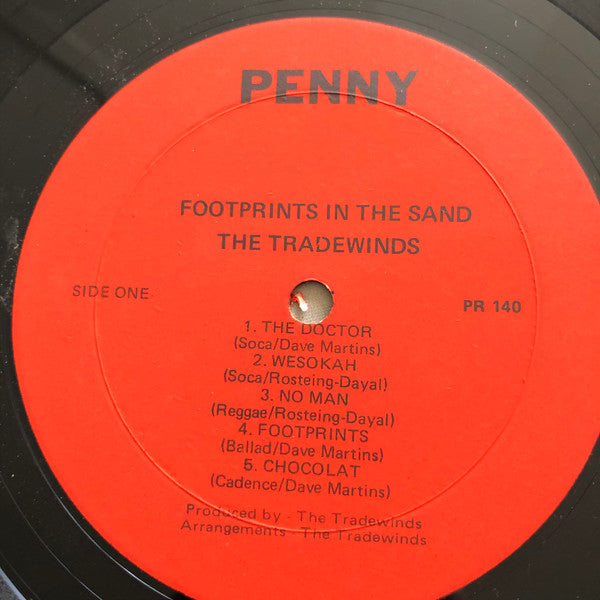 PENNY
FOOTPRINTS IN THE SAND
THE TRADEWINDS
SIDE ONE
PR 140
1. THE DOCTOR
(Soca/Dave Martins)
2. WESOKAH
(Soca/Rosteing-Dayal)
3. NO MAN
(Reggae/Rosteing-Dayal)
4. FOOTPRINTS
(Ballad/Dave Martins)
5. CHOCOLAT
(Cadence/Dave Martins)
Produced by - The Tradewinds
Arrangements - The Tradewinds